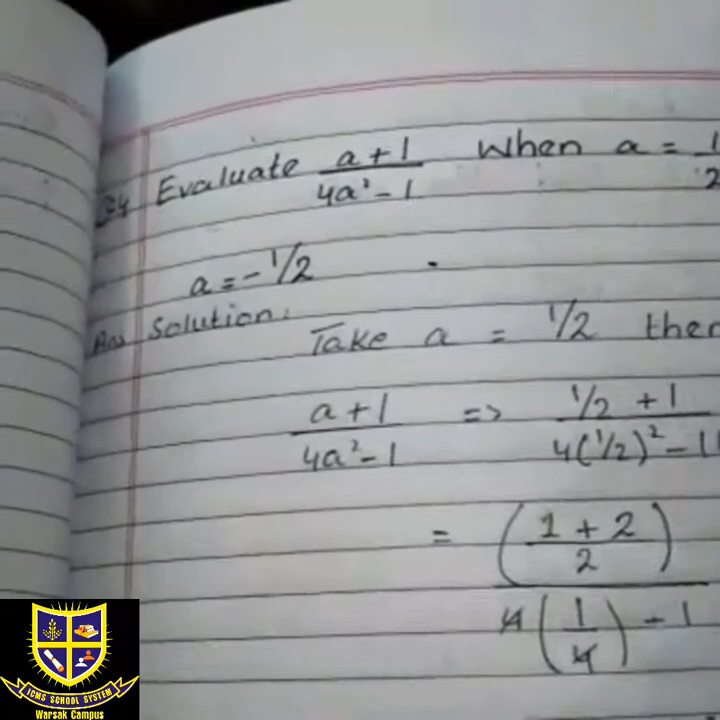 Q4 Evaluate a+1/4a²-1 When a = 1/2
a = -1/2
Ans Solution:
Take a = 1/2 then
a+1/4a²-1 => 1/2 +1/4(1/2)²-1
= (1+2/2)/4(1/4)-1
ICMS SCHOOL SYSTEM
Warsak Campus